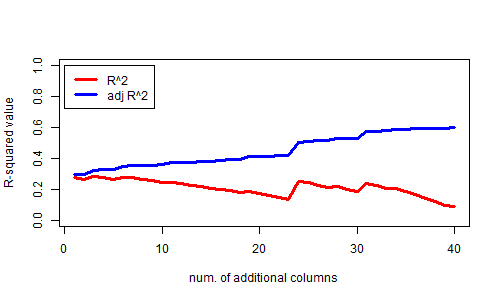 R^2
adj R^2
R-squared value
0.0 0.2 0.4 0.6 0.8 1.0
0 10 20 30 40
num. of additional columns